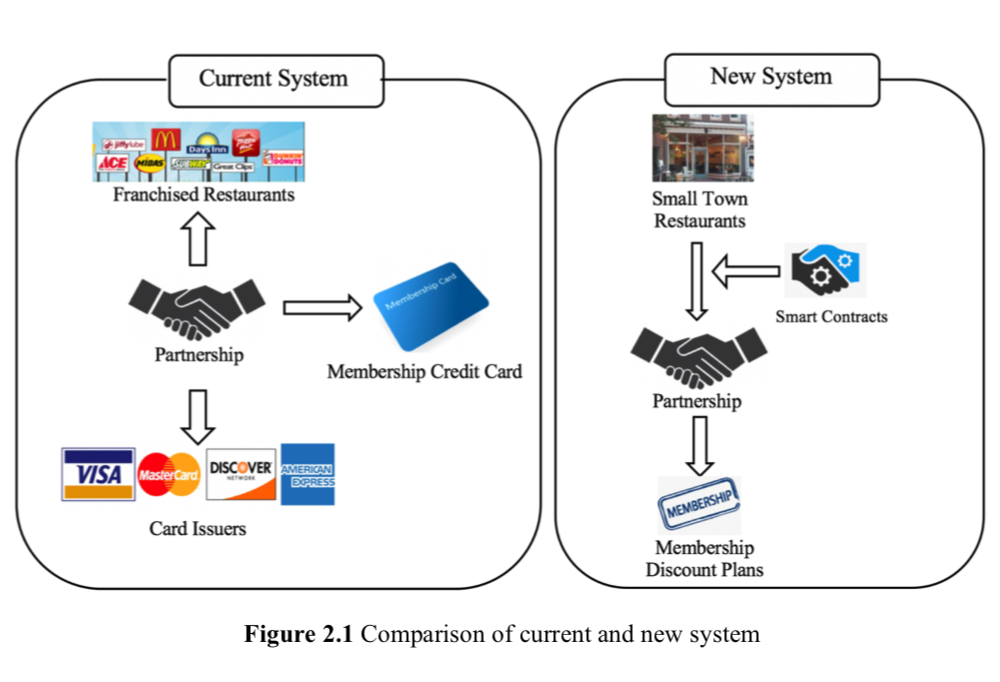 Current System
jiffylube
Days Inn
ACE
MIDAS
SUBWAY
Great Clips
DUNKIN'
DONUTS
Franchised Restaurants
Partnership
Membership Card
Membership Credit Card
VISA
MasterCard
DISCOVER
NETWORK
AMERICAN
EXPRESS
Card Issuers
New System
Small Town
Restaurants
Smart Contracts
Partnership
MEMBERSHIP
Membership
Discount Plans
Figure 2.1 Comparison of current and new system